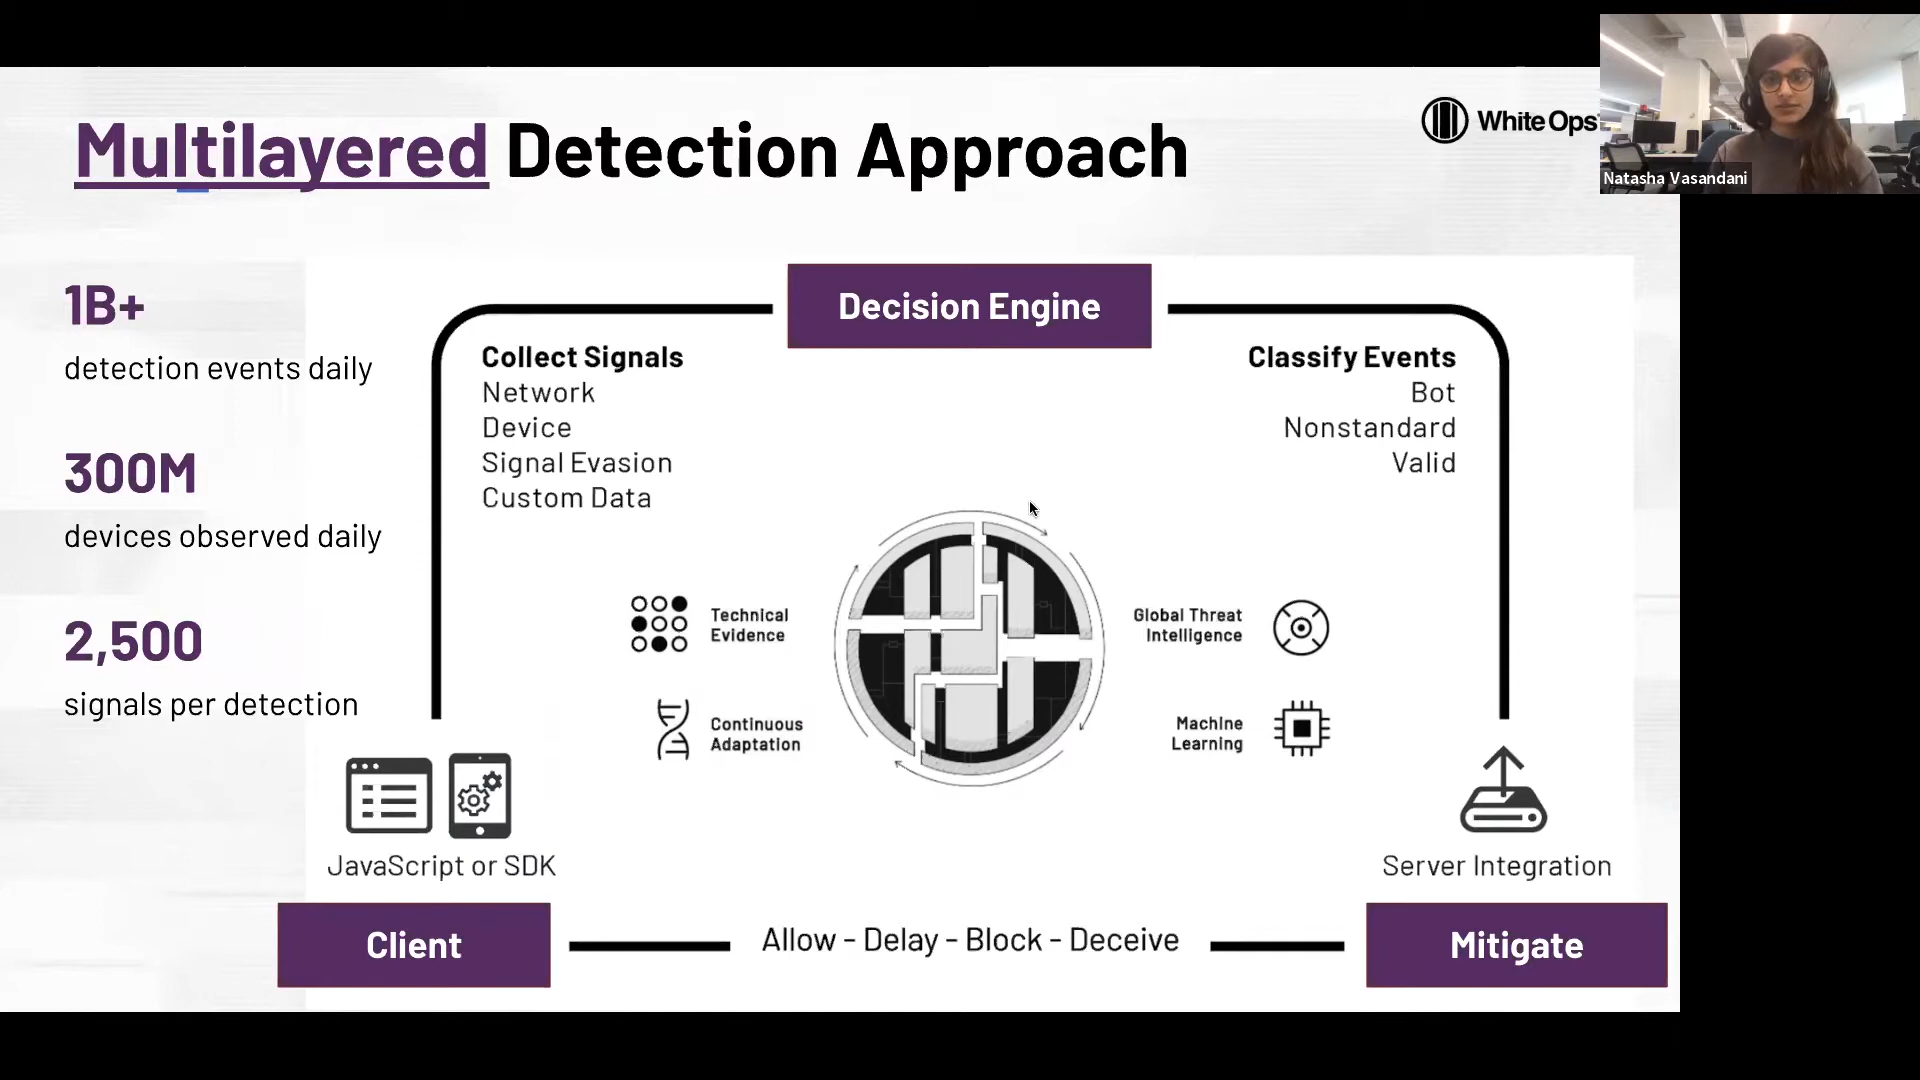 Multilayered Detection Approach
White Ops
Natasha Vasandani
1B+
detection events daily
300M
devices observed daily
2,500
signals per detection
Decision Engine
Collect Signals
Network
Device
Signal Evasion
Custom Data
Classify Events
Bot
Nonstandard
Valid
Technical
Evidence
Continuous
Adaptation
Global Threat
Intelligence
Machine
Learning
JavaScript or SDK
Server Integration
Client
Allow - Delay - Block - Deceive
Mitigate